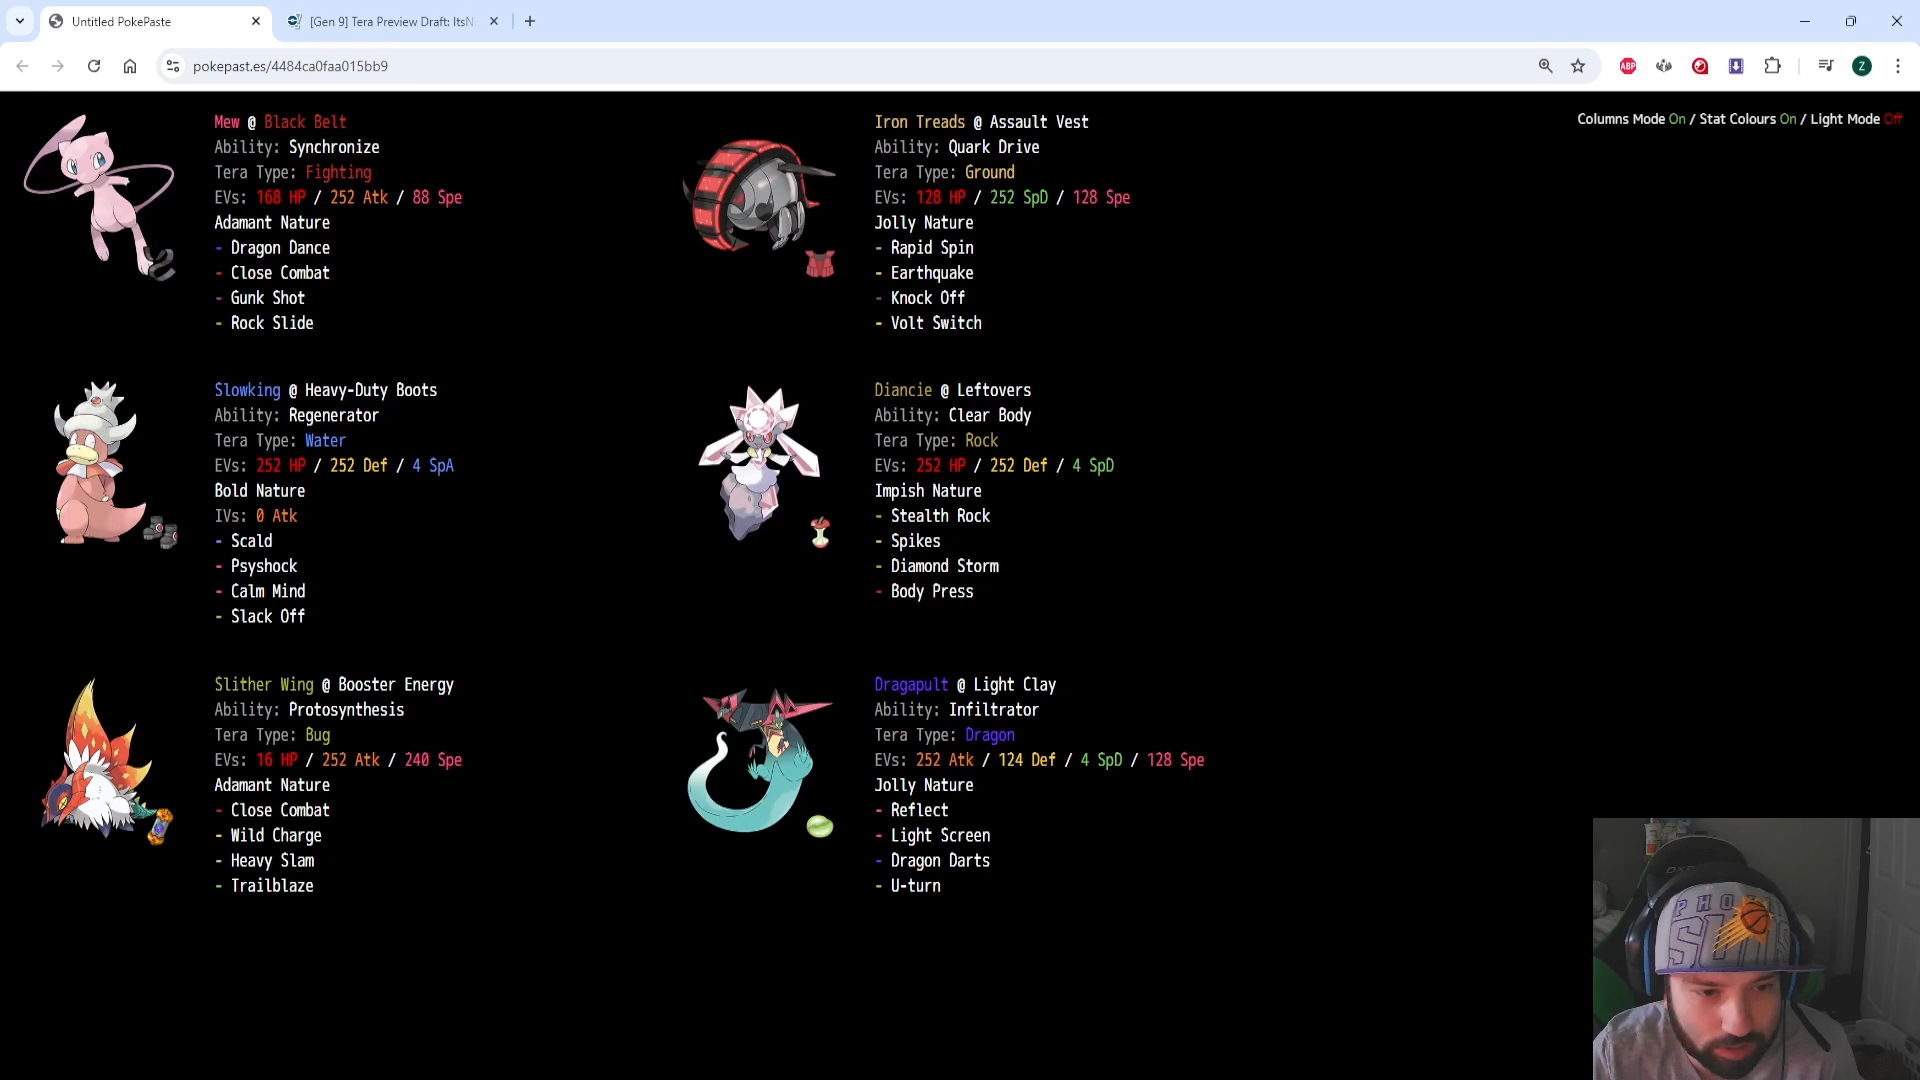 Untitled PokePaste
[Gen 9] Tera Preview Draft: ItsN
pokepast.es/4484ca0faa015bb9
ABP
Z
Columns Mode On / Stat Colours On / Light Mode Off
Mew @ Black Belt
Ability: Synchronize
Tera Type: Fighting
EVs: 168 HP / 252 Atk / 88 Spe
Adamant Nature
- Dragon Dance
- Close Combat
- Gunk Shot
- Rock Slide
Iron Treads @ Assault Vest
Ability: Quark Drive
Tera Type: Ground
EVs: 128 HP / 252 SpD / 128 Spe
Jolly Nature
- Rapid Spin
- Earthquake
- Knock Off
- Volt Switch
Slowking @ Heavy-Duty Boots
Ability: Regenerator
Tera Type: Water
EVs: 252 HP / 252 Def / 4 SpA
Bold Nature
IVs: 0 Atk
- Scald
- Psyshock
- Calm Mind
- Slack Off
Diancie @ Leftovers
Ability: Clear Body
Tera Type: Rock
EVs: 252 HP / 252 Def / 4 SpD
Impish Nature
- Stealth Rock
- Spikes
- Diamond Storm
- Body Press
Slither Wing @ Booster Energy
Ability: Protosynthesis
Tera Type: Bug
EVs: 16 HP / 252 Atk / 240 Spe
Adamant Nature
- Close Combat
- Wild Charge
- Heavy Slam
- Trailblaze
Dragapult @ Light Clay
Ability: Infiltrator
Tera Type: Dragon
EVs: 252 Atk / 124 Def / 4 SpD / 128 Spe
Jolly Nature
- Reflect
- Light Screen
- Dragon Darts
- U-turn